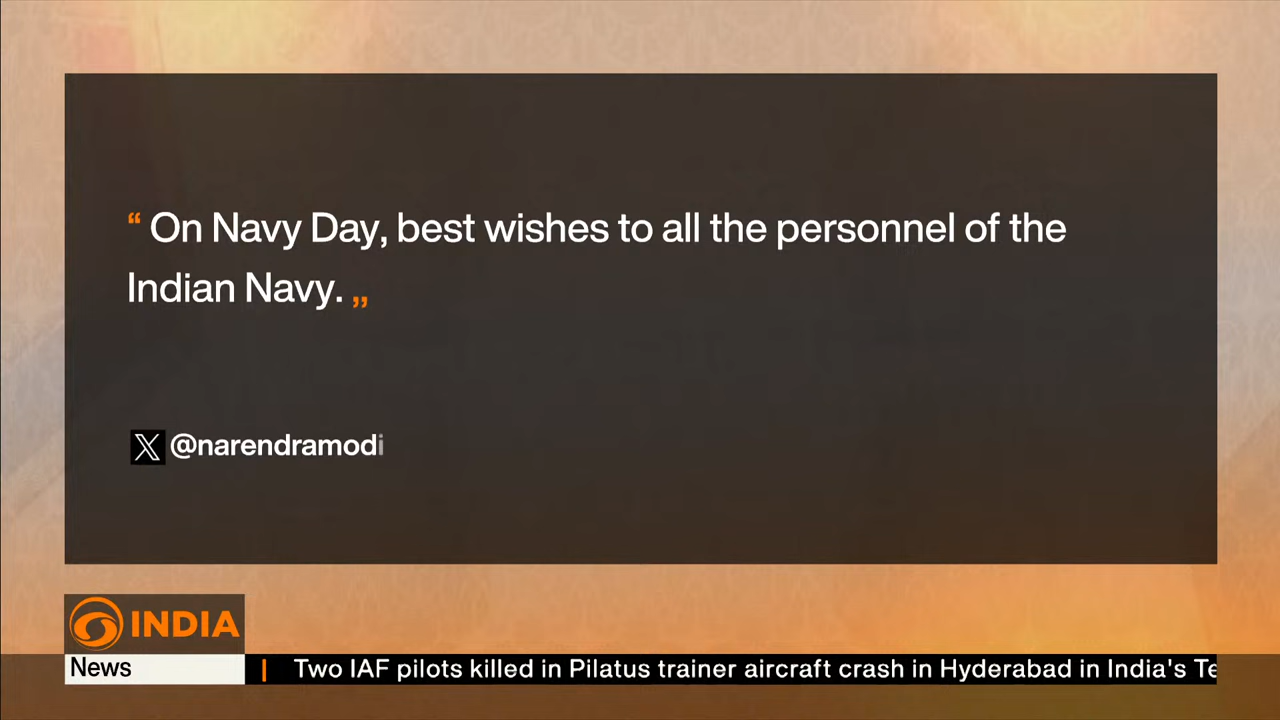 “ On Navy Day, best wishes to all the personnel of the
Indian Navy. „
X @narendramodi
INDIA
News
| Two IAF pilots killed in Pilatus trainer aircraft crash in Hyderabad in India's Te